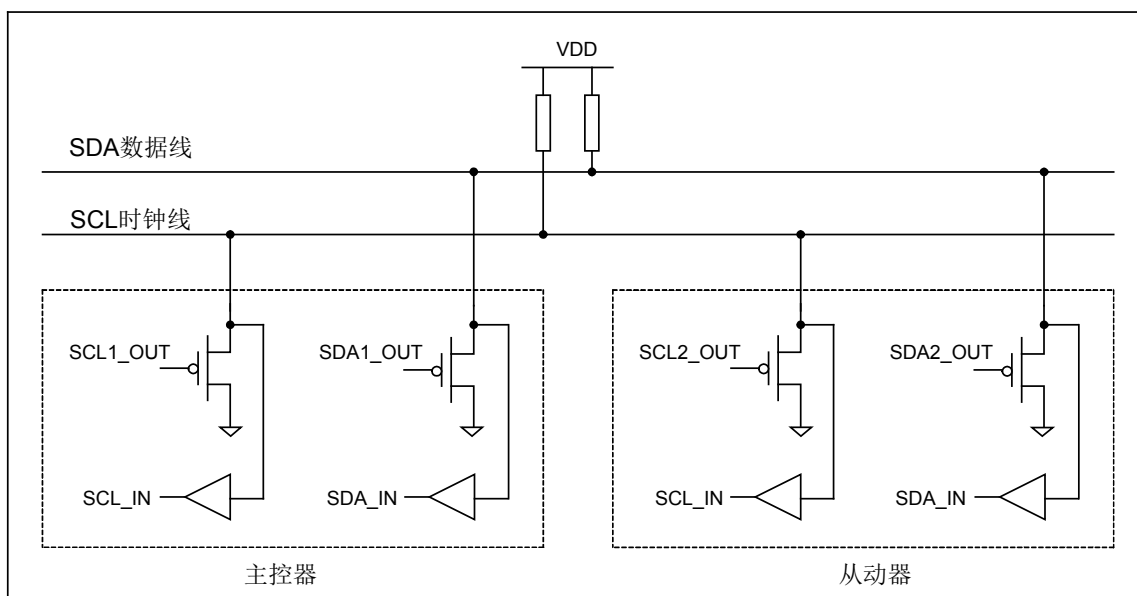 VDD
SDA数据线
SCL时钟线
SCL1_OUT
SDA1_OUT
SCL2_OUT
SDA2_OUT
SCL_IN
SDA_IN
SCL_IN
SDA_IN
主控器
从动器